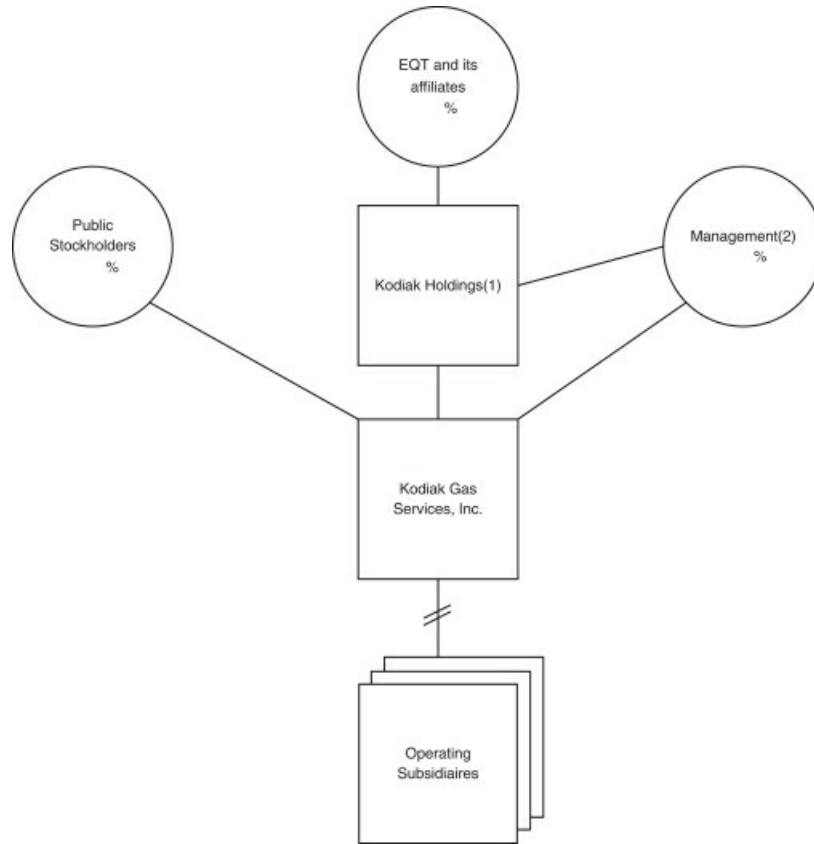 EQT and its
affiliates
%
Public
Stockholders
%
Management(2)
%
Kodiak Holdings(1)
Kodiak Gas
Services, Inc.
Operating
Subsidiaires